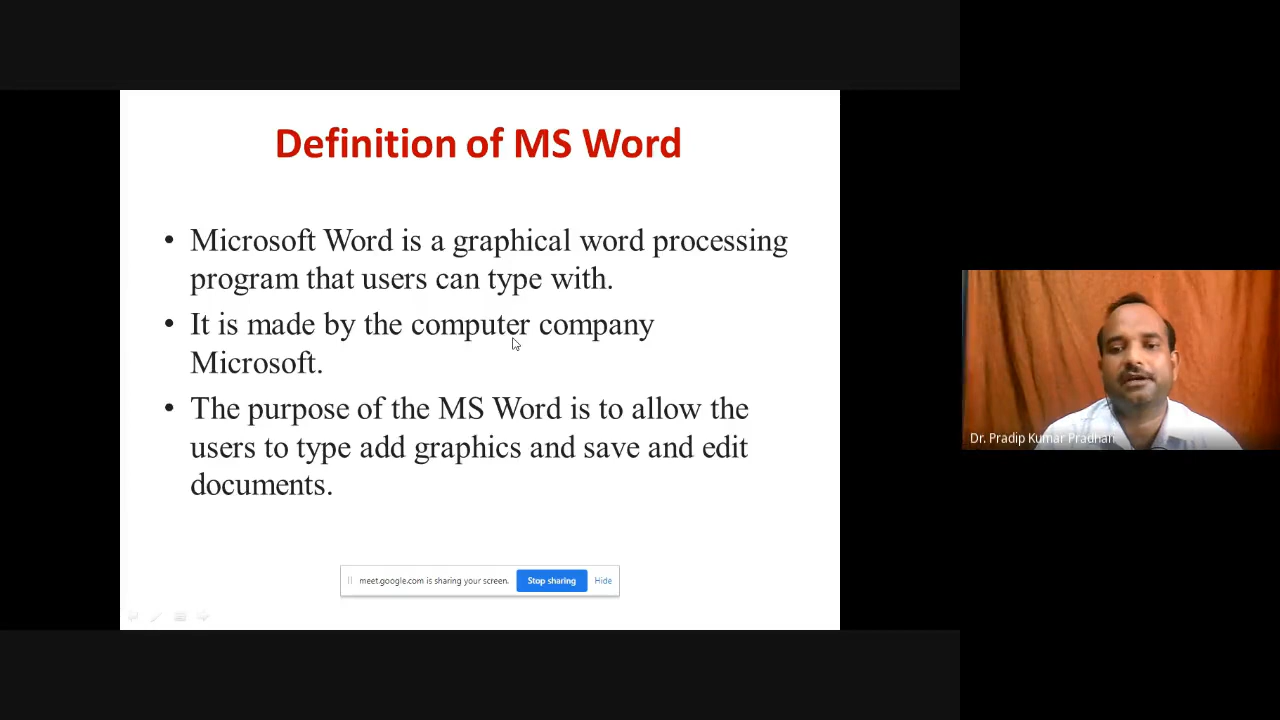 Definition of MS Word
• Microsoft Word is a graphical word processing
program that users can type with.
• It is made by the computer company
Microsoft.
• The purpose of the MS Word is to allow the
users to type add graphics and save and edit
documents.
meet.google.com is sharing your screen. Stop sharing Hide
Dr. Pradip Kumar Pradhan